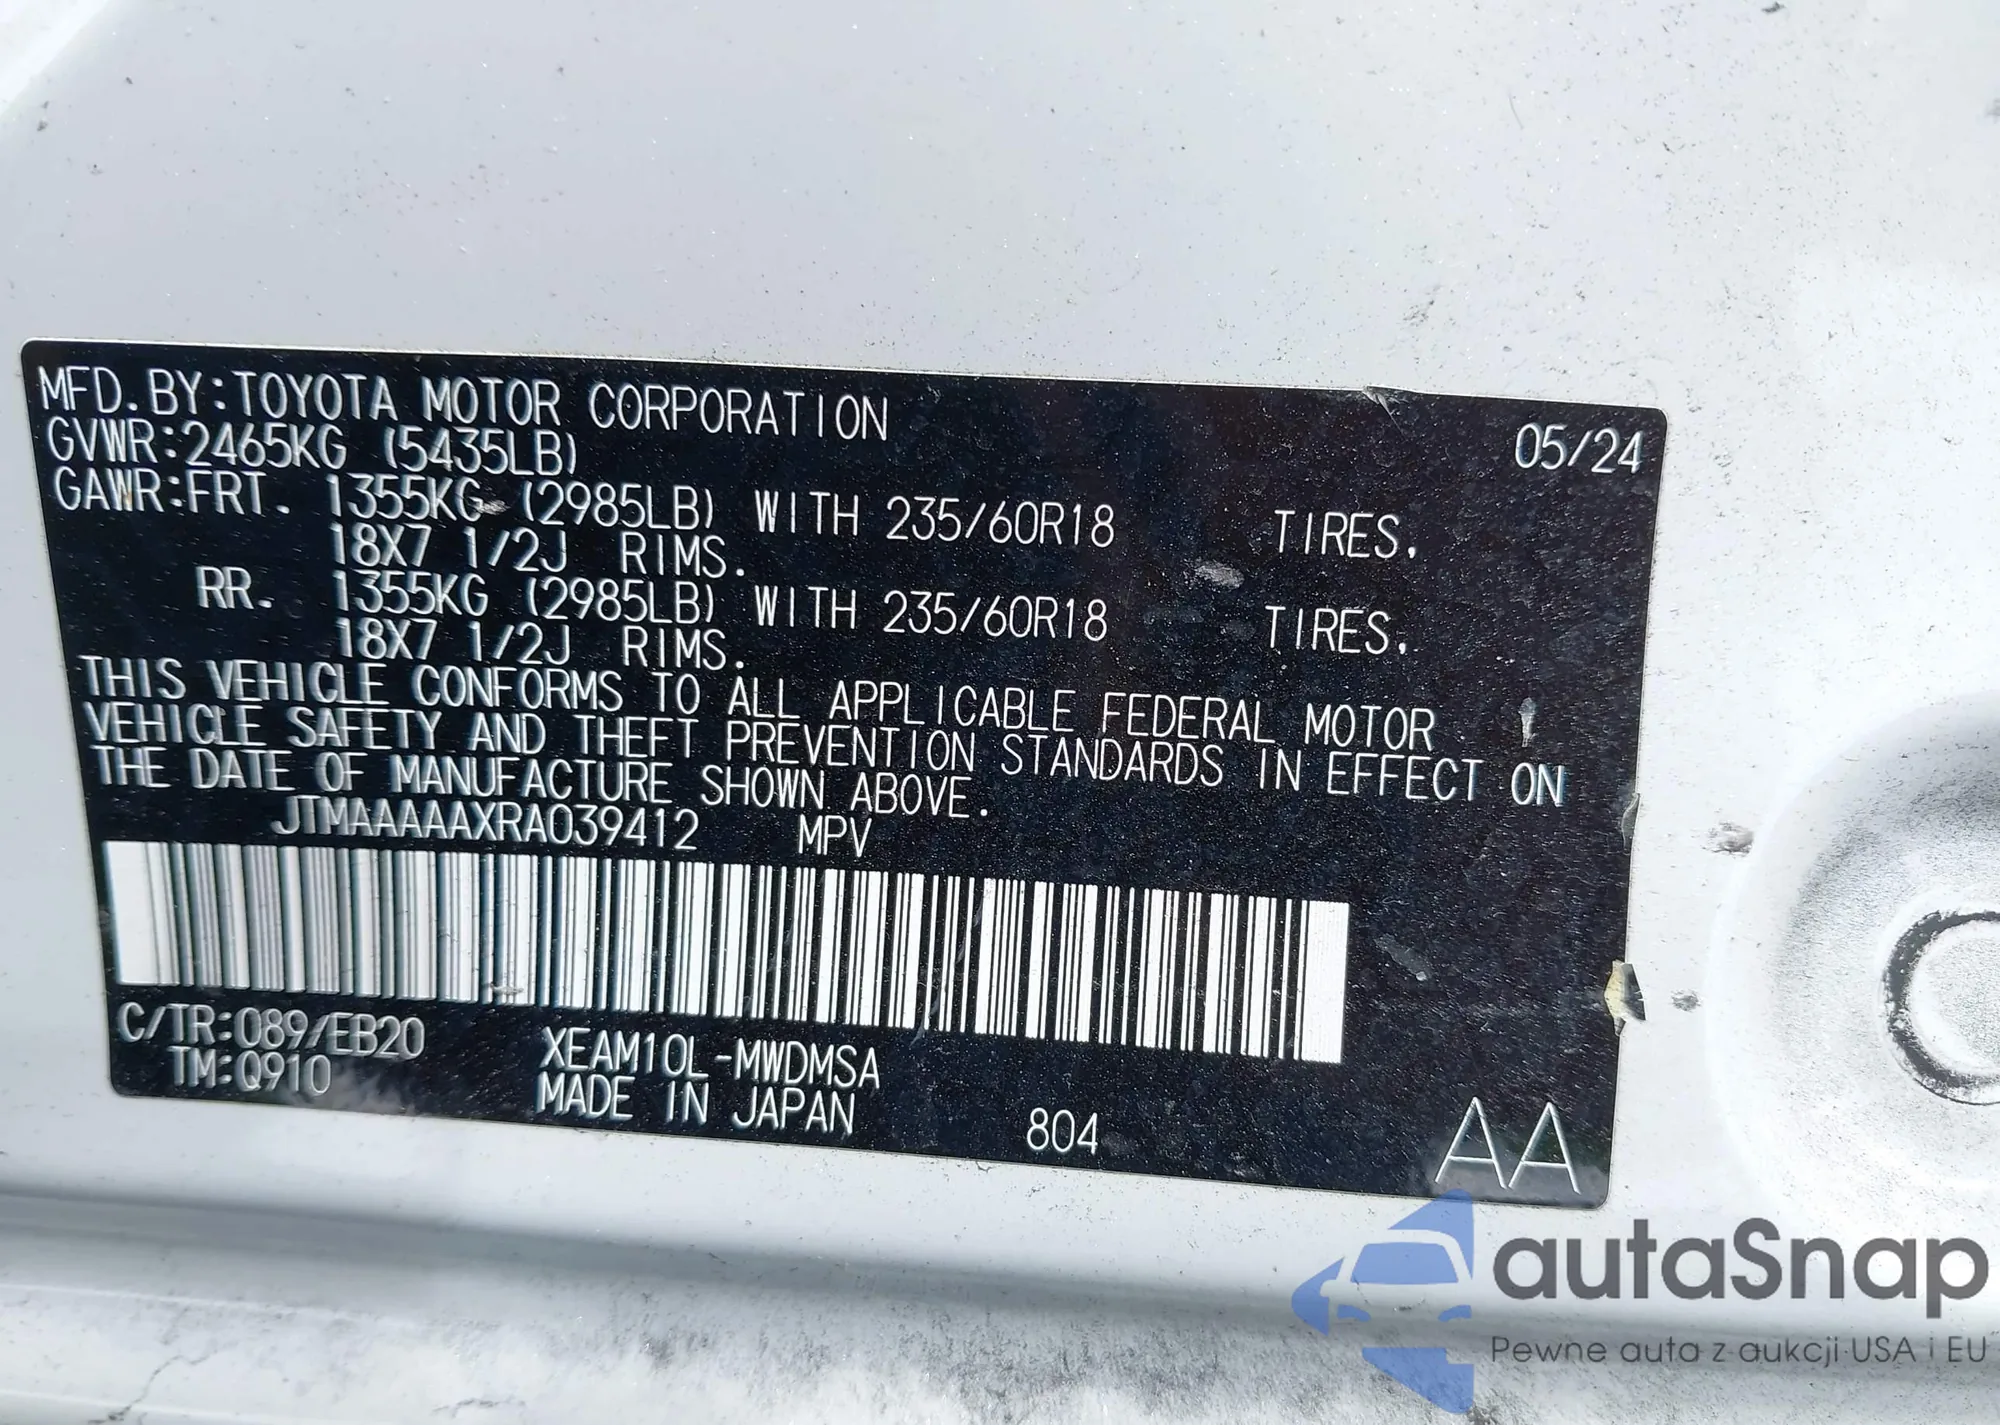 MFD.BY:TOYOTA MOTOR CORPORATION 05/24
GVWR:2465KG (5435LB)
GAWR:FRT. 1355KG (2985LB) WITH 235/60R18 TIRES.
18X7 1/2J RIMS.
RR. 1355KG (2985LB) WITH 235/60R18 TIRES.
18X7 1/2J RIMS.
THIS VEHICLE CONFORMS TO ALL APPLICABLE FEDERAL MOTOR
VEHICLE SAFETY AND THEFT PREVENTION STANDARDS IN EFFECT ON
THE DATE OF MANUFACTURE SHOWN ABOVE.
JTMAAAAAXRA039412 MPV
C/TR:089/EB20 XEAM10L-MWDMSA
TM:Q910 MADE IN JAPAN 804 AA
autaSnap
Pewne auta z aukcji USA i EU